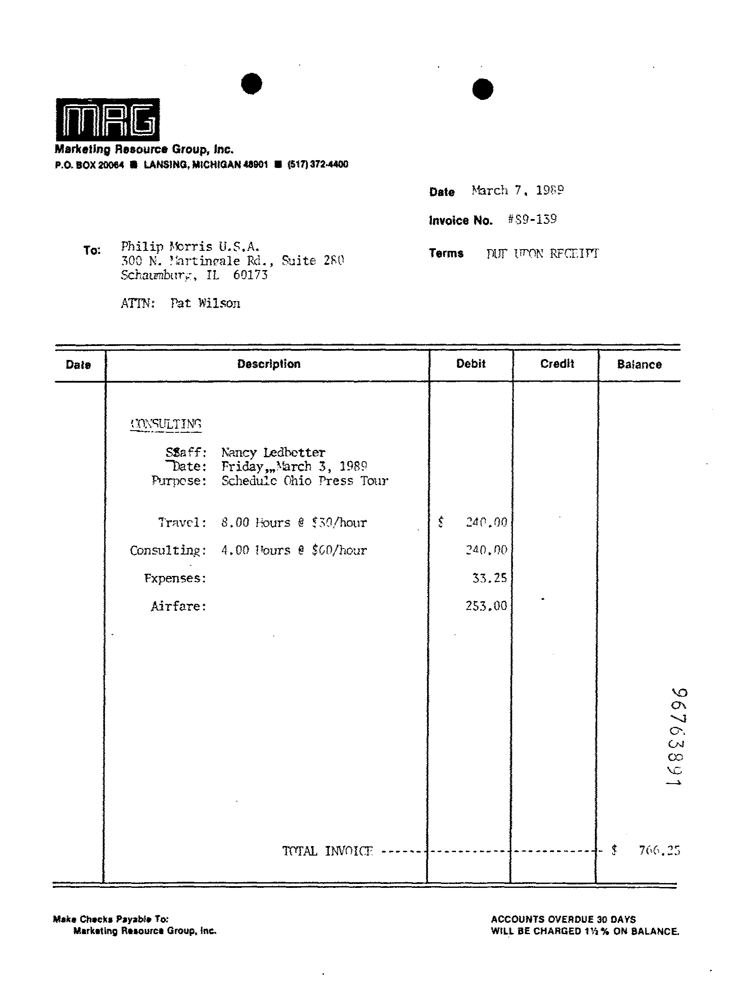 MRG
Marketing Resource Group, Inc.
P.O. BOX 20064 ■ LANSING, MICHIGAN 48901 ■ (517) 372-4400
Date March 7, 1989
Invoice No. #89-139
To: Philip Morris U.S.A.
300 N. Martingale Rd., Suite 280
Schaumburg, IL 60173
Terms DUE UPON RECEIPT
ATTN: Pat Wilson
Date Description Debit Credit Balance
CONSULTING
Staff: Nancy Ledbetter
Date: Friday, March 3, 1989
Purpose: Schedule Ohio Press Tour
Travel: 8.00 Hours @ $30/hour $ 240.00
Consulting: 4.00 Hours @ $60/hour 240.00
Expenses: 33.25
Airfare: 253.00
96763891
TOTAL INVOICE ------------------------- $ 766.25
Make Checks Payable To:
Marketing Resource Group, Inc.
ACCOUNTS OVERDUE 30 DAYS
WILL BE CHARGED 1½% ON BALANCE.